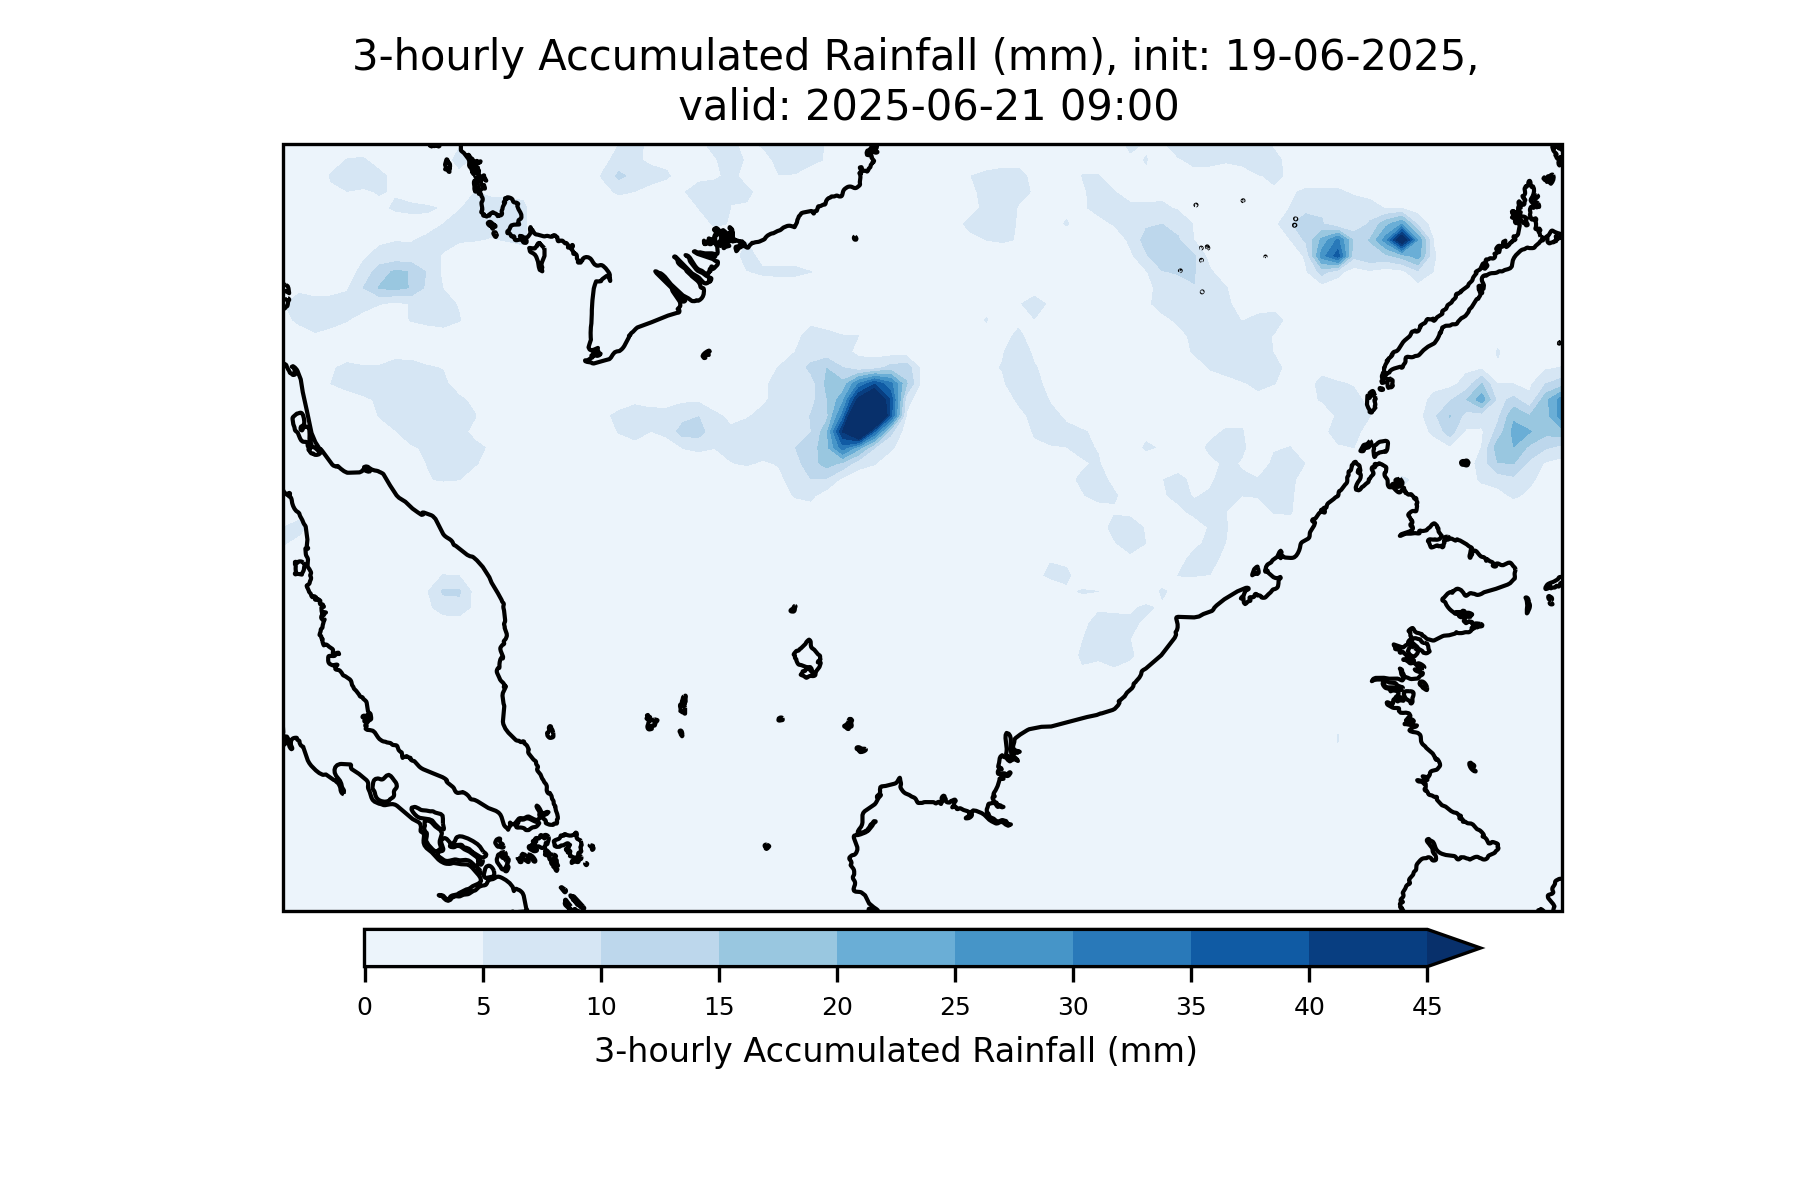 3-hourly Accumulated Rainfall (mm), init: 19-06-2025,
valid: 2025-06-21 09:00
0 5 10 15 20 25 30 35 40 45
3-hourly Accumulated Rainfall (mm)